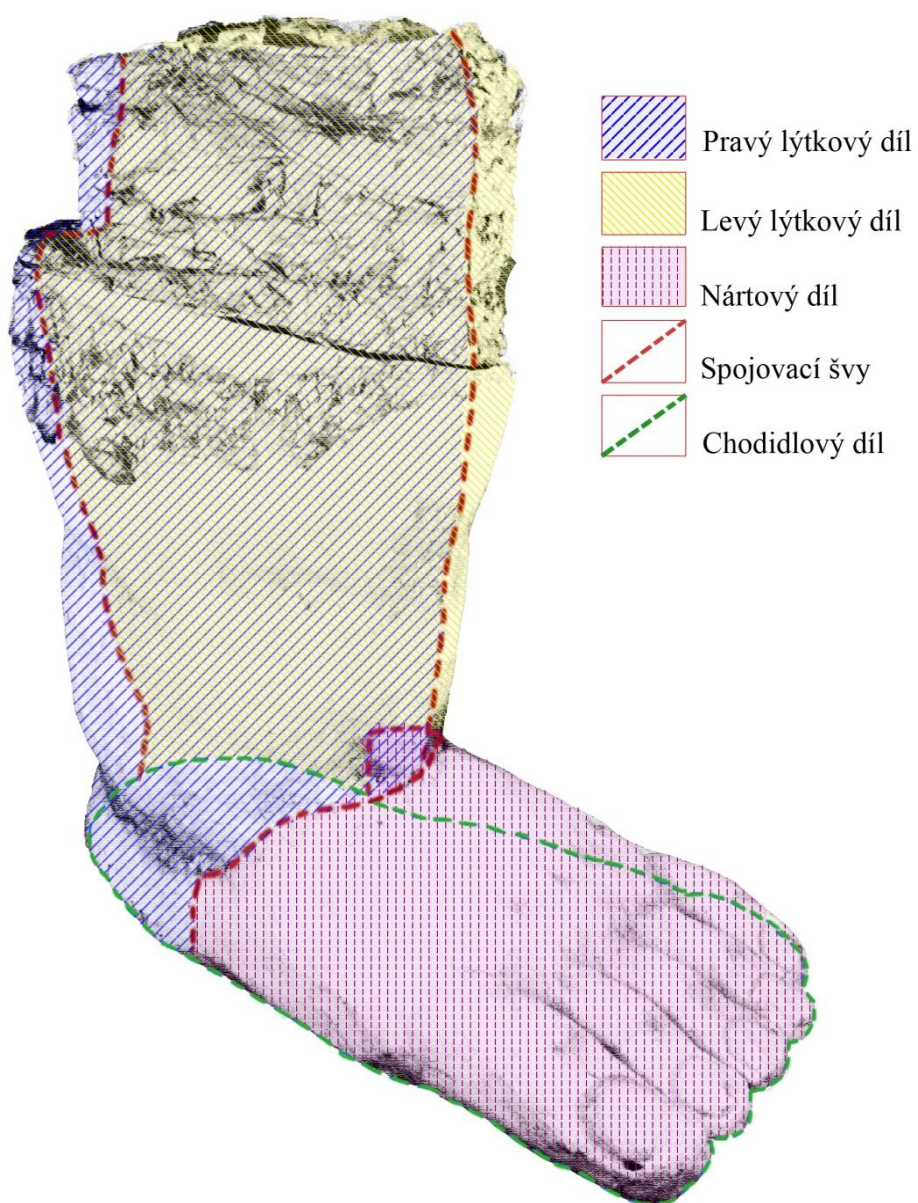 Pravý lýtkový díl
Levý lýtkový díl
Nártový díl
Spojovací švy
Chodidlový díl